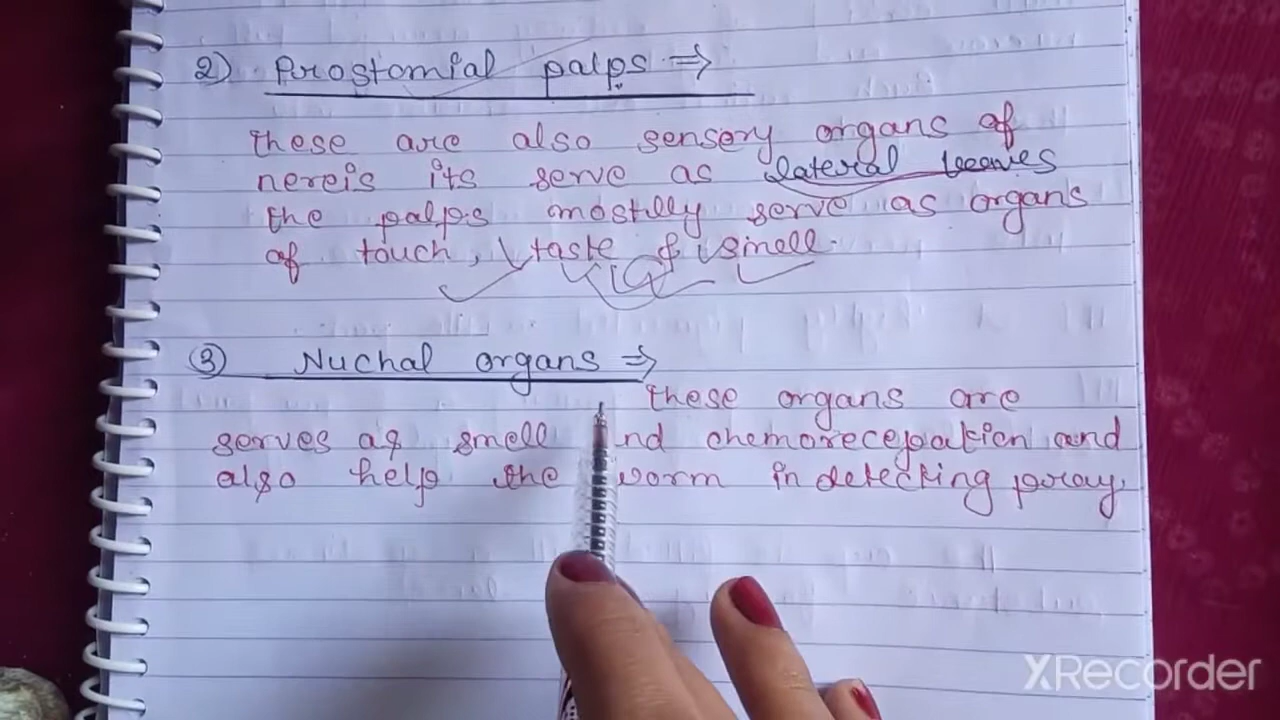 2) Prostomial palps ⇒
these are also sensory organs of
nereis its serve as lateral leaves
the palps mostlly serve as organs
of touch, taste & smell.
③ Nuchal organs ⇒
these organs are
serves as smell nd chemorecepation and
also help the worm in detecting pray.
XRecorder